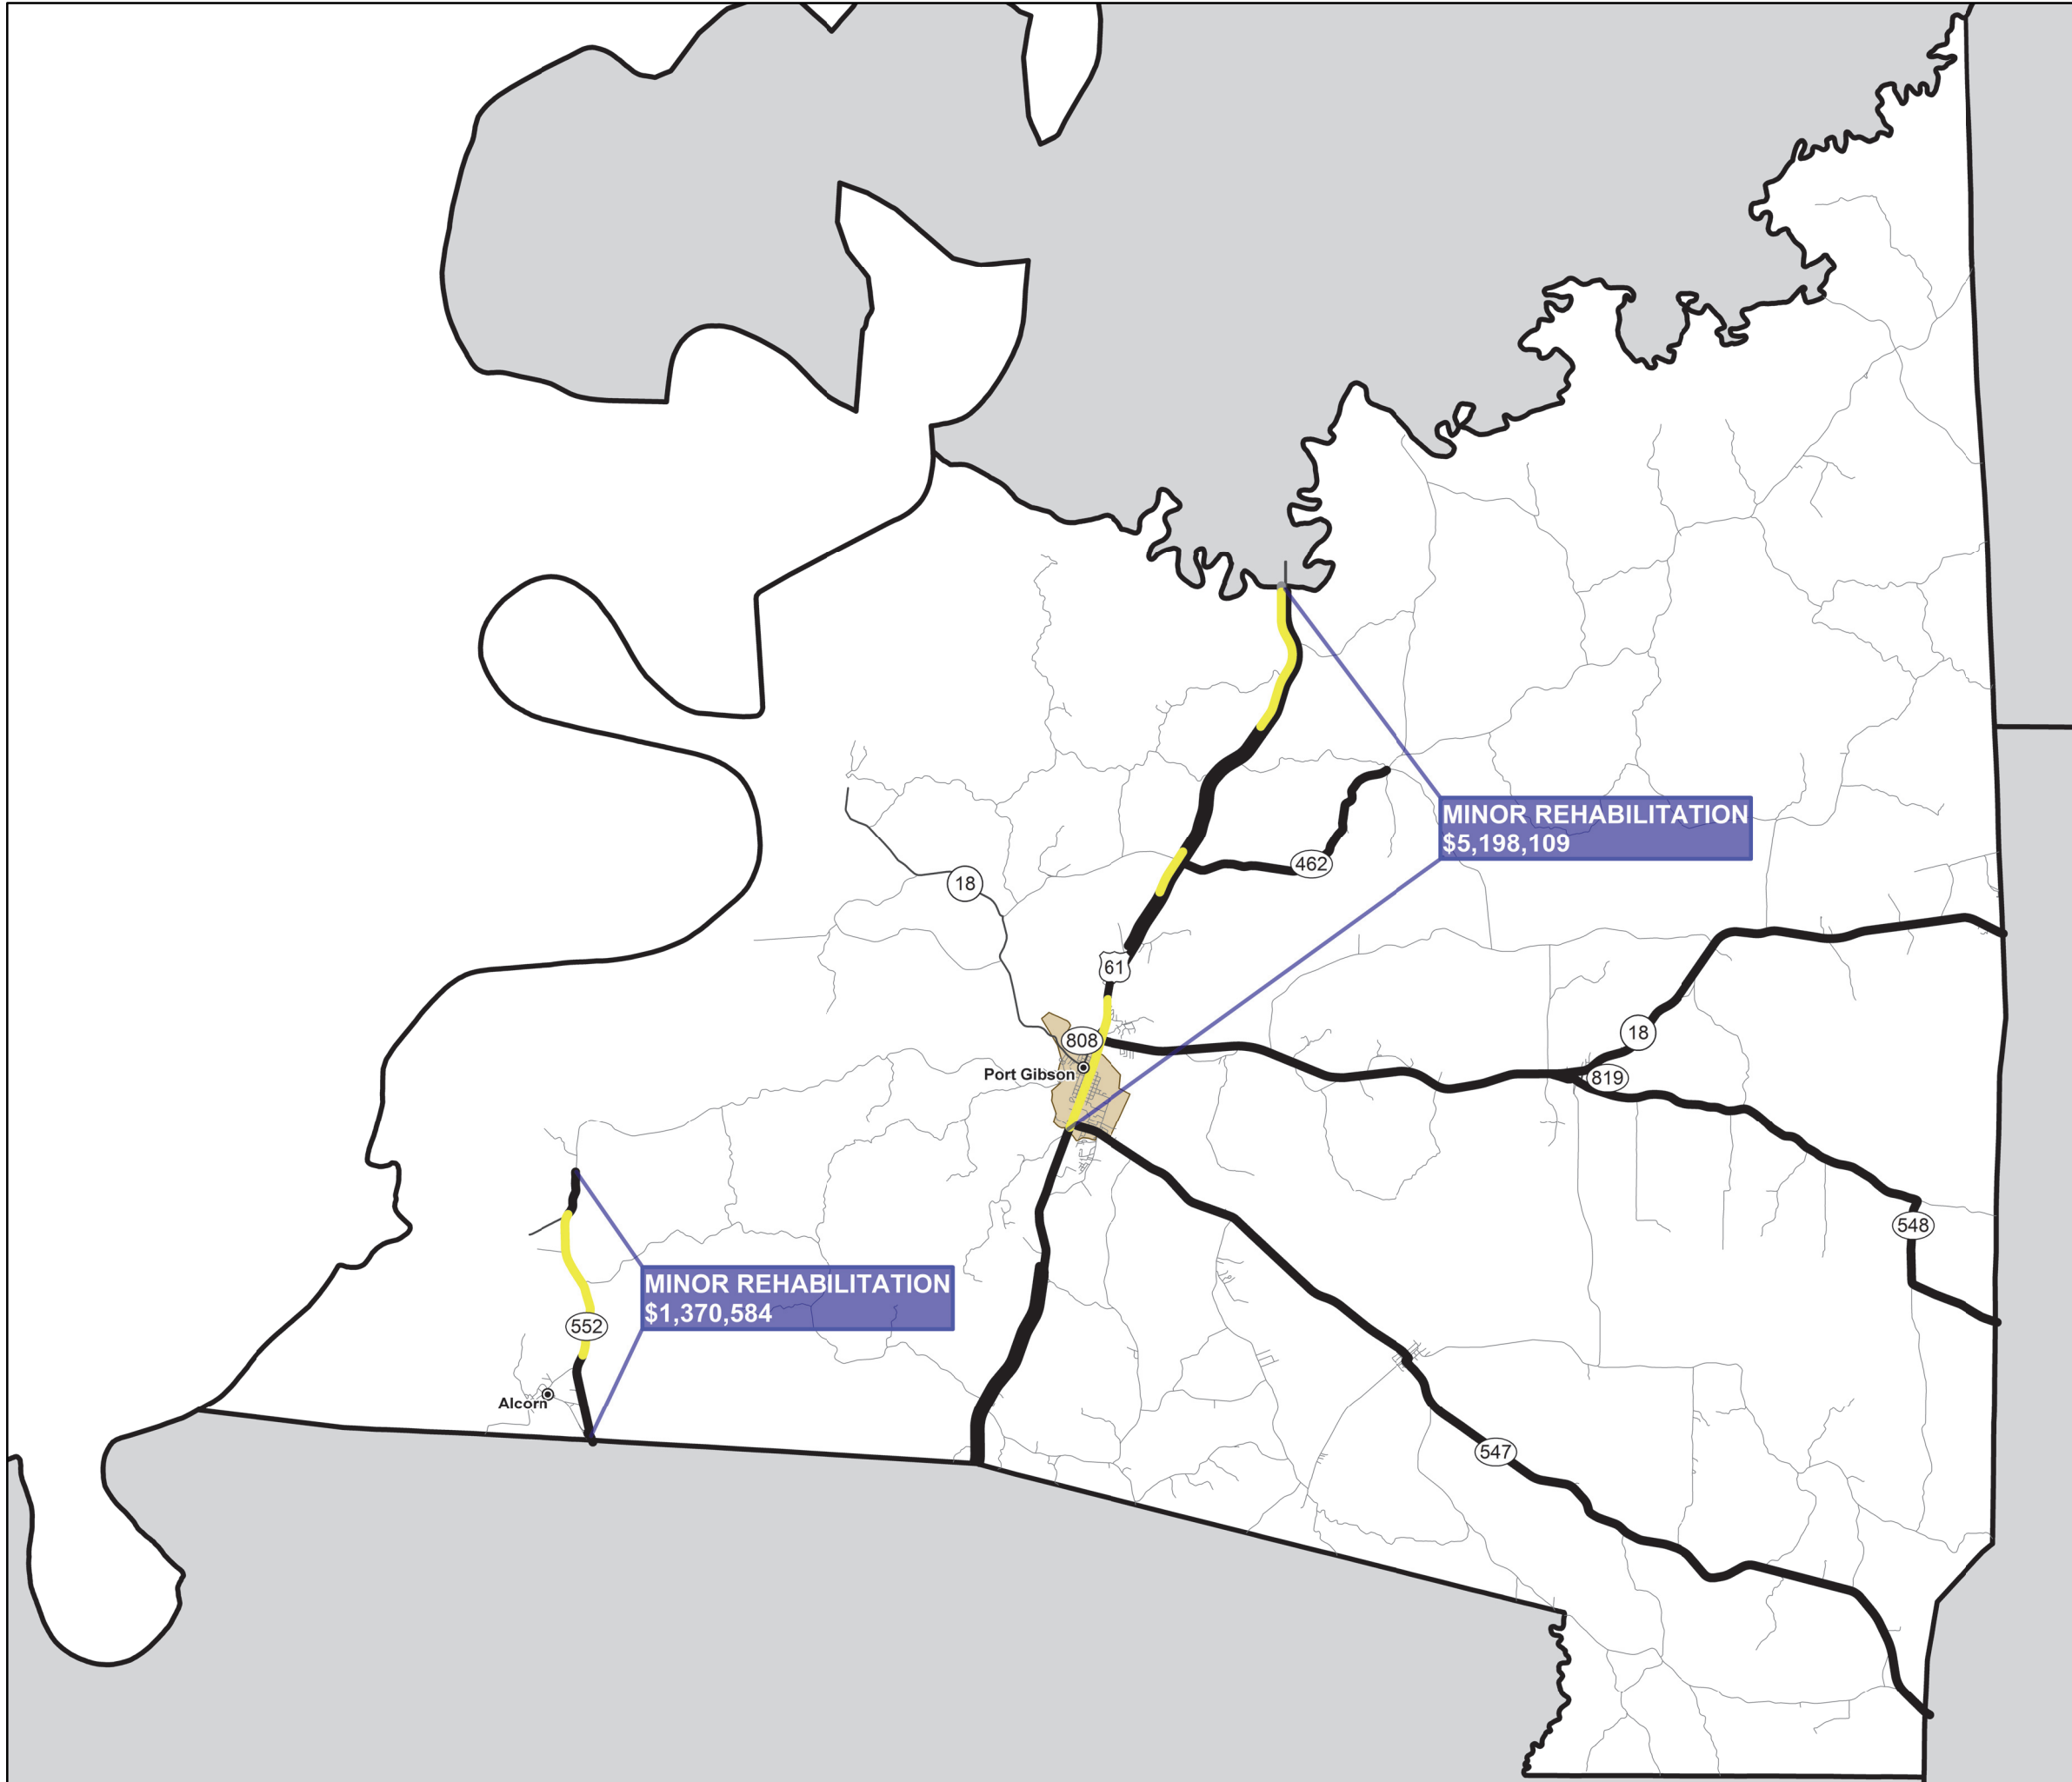 MINOR REHABILITATION
$5,198,109
462
18
61
18
808
Port Gibson
819
548
MINOR REHABILITATION
$1,370,584
552
Alcorn
547